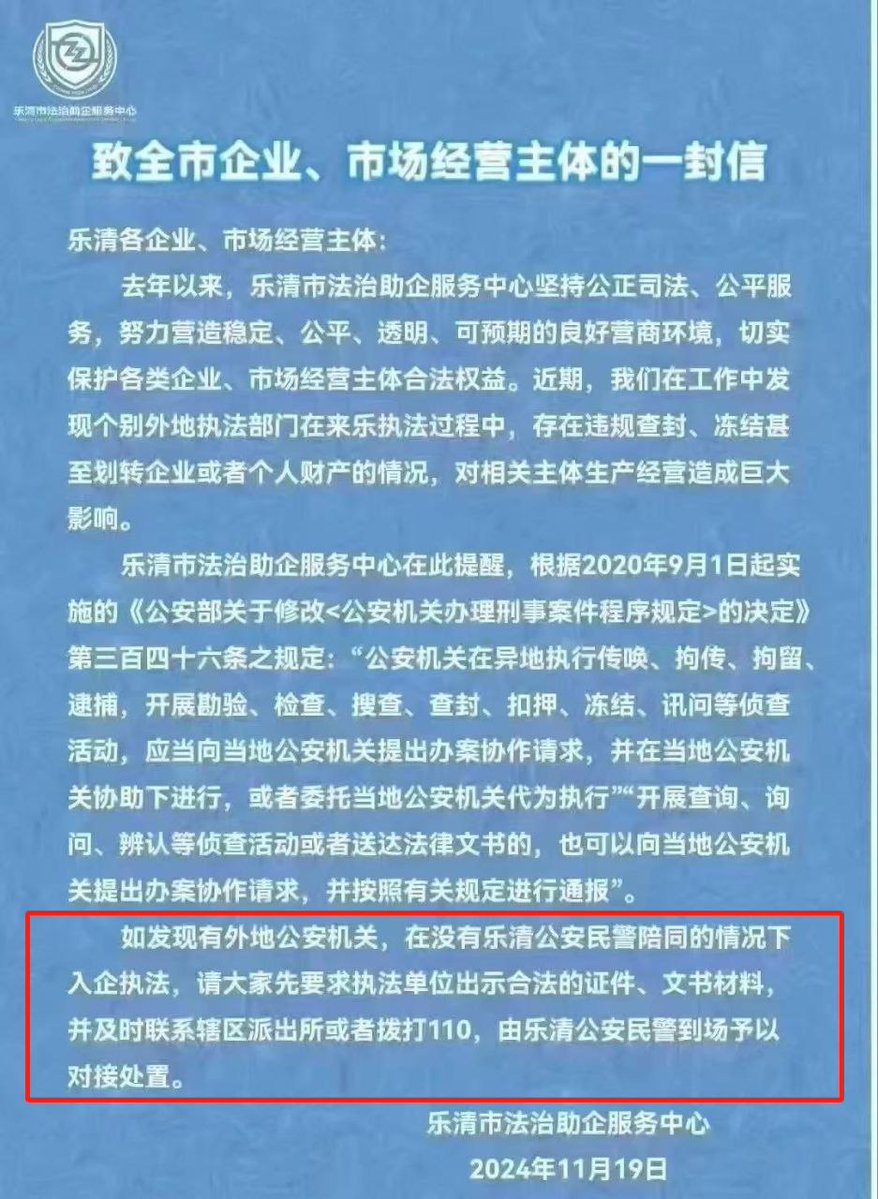 乐清市法治助企服务中心
致全市企业、市场经营主体的一封信
乐清各企业、市场经营主体:
去年以来，乐清市法治助企服务中心坚持公正司法、公平服
务，努力营造稳定、公平、透明、可预期的良好营商环境，切实
保护各类企业、市场经营主体合法权益。近期，我们在工作中发
现个别外地执法部门在来乐执法过程中，存在违规查封、冻结甚
至划转企业或者个人财产的情况，对相关主体生产经营造成巨大
影响。
乐清市法治助企服务中心在此提醒，根据2020年9月1日起实
施的《公安部关于修改<公安机关办理刑事案件程序规定>的决定》
第三百四十六条之规定:“公安机关在异地执行传唤、拘传、拘留、
逮捕，开展勘验、检查、搜查、查封、扣押、冻结、讯问等侦查
活动，应当向当地公安机关提出办案协作请求，并在当地公安机
关协助下进行，或者委托当地公安机关代为执行”“开展查询、询
问、辨认等侦查活动或者送达法律文书的，也可以向当地公安机
关提出办案协作请求，并按照有关规定进行通报”。
如发现有外地公安机关，在没有乐清公安民警陪同的情况下
入企执法，请大家先要求执法单位出示合法的证件、文书材料，
并及时联系辖区派出所或者拨打110，由乐清公安民警到场予以
对接处置。
乐清市法治助企服务中心
2024年11月19日